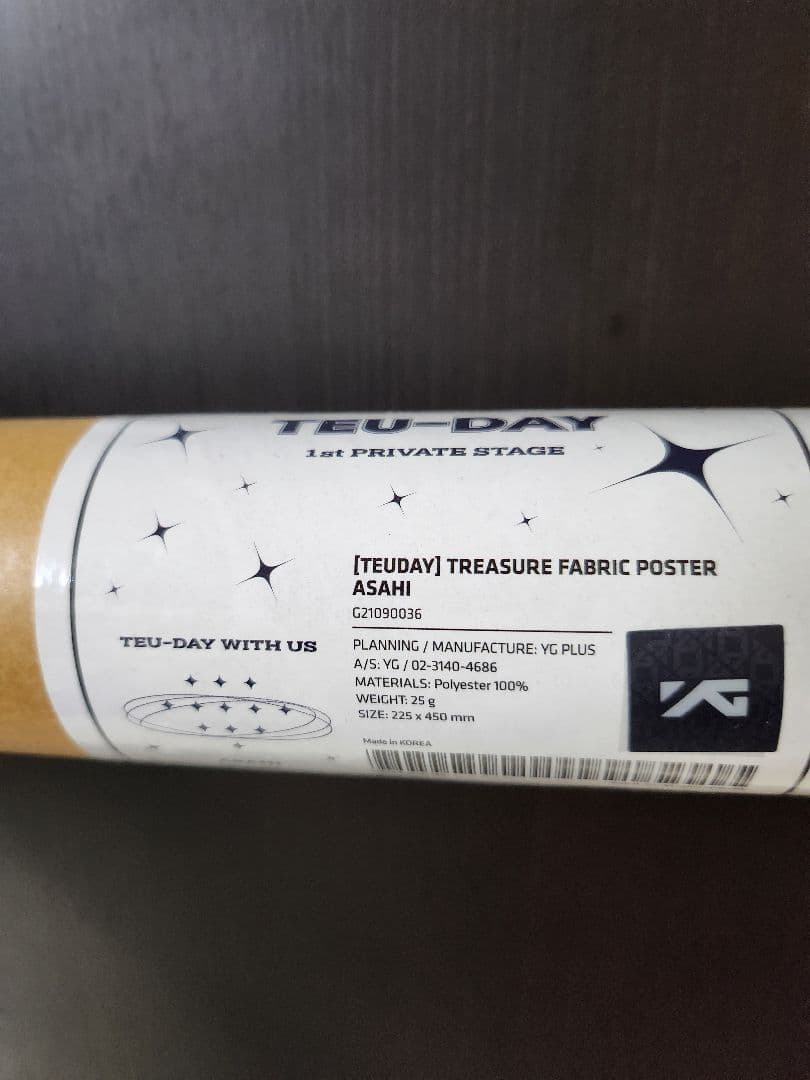 TEU-DAY
1st PRIVATE STAGE
[TEUDAY] TREASURE FABRIC POSTER
ASAHI
G21090036
TEU-DAY WITH US
PLANNING / MANUFACTURE: YG PLUS
A/S: YG / 02-3140-4686
MATERIALS: Polyester 100%
WEIGHT: 25 g
SIZE: 225 x 450 mm
Made in KOREA
YG